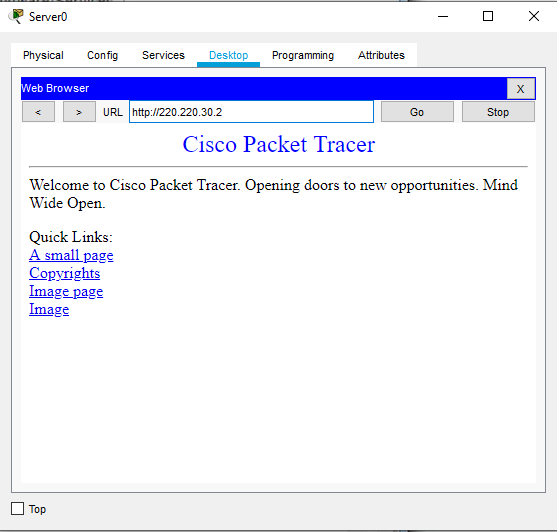 Server0
Physical Config Services Desktop Programming Attributes
Web Browser X
< > URL http://220.220.30.2 Go Stop
Cisco Packet Tracer
Welcome to Cisco Packet Tracer. Opening doors to new opportunities. Mind
Wide Open.
Quick Links:
A small page
Copyrights
Image page
Image
Top